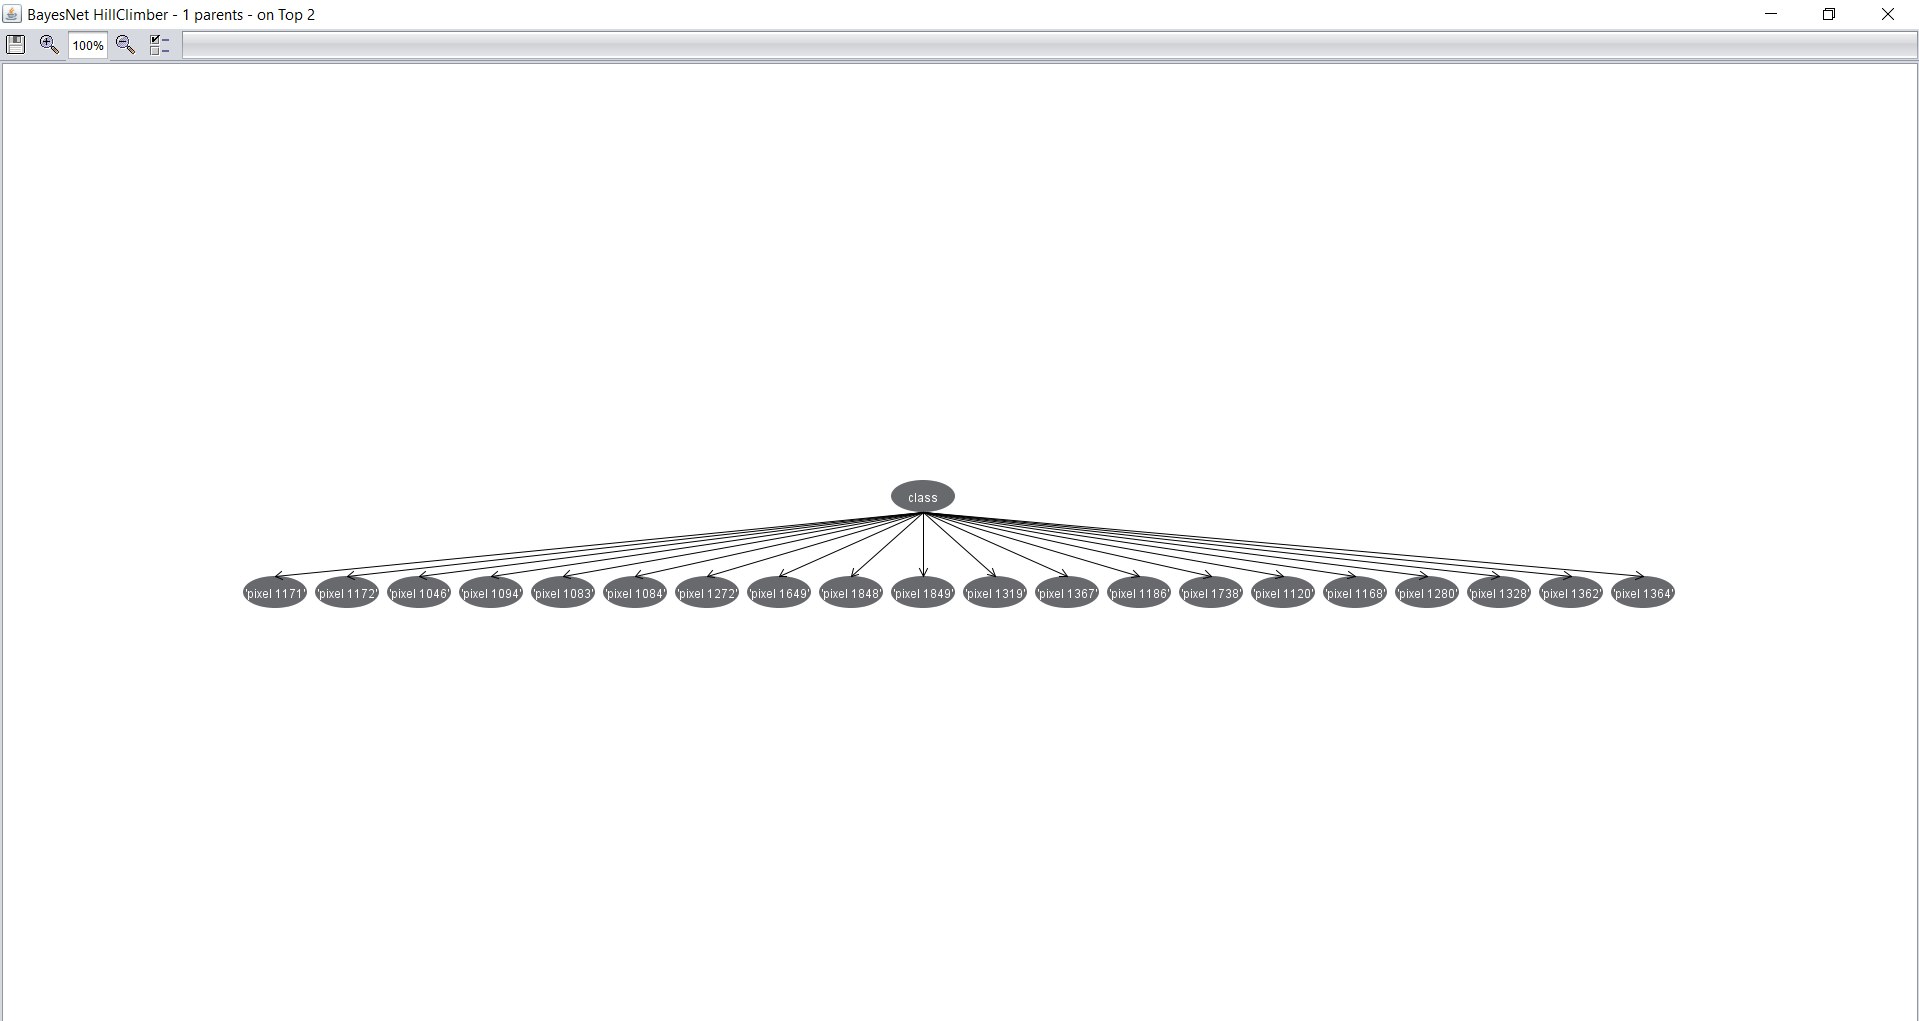 BayesNet HillClimber - 1 parents - on Top 2
100%
class
'pixel 1171' 'pixel 1172' 'pixel 1046' 'pixel 1094' 'pixel 1083' 'pixel 1084' 'pixel 1272' 'pixel 1649' 'pixel 1848' 'pixel 1849' 'pixel 1319' 'pixel 1367' 'pixel 1186' 'pixel 1738' 'pixel 1120' 'pixel 1168' 'pixel 1280' 'pixel 1328' 'pixel 1362' 'pixel 1364'